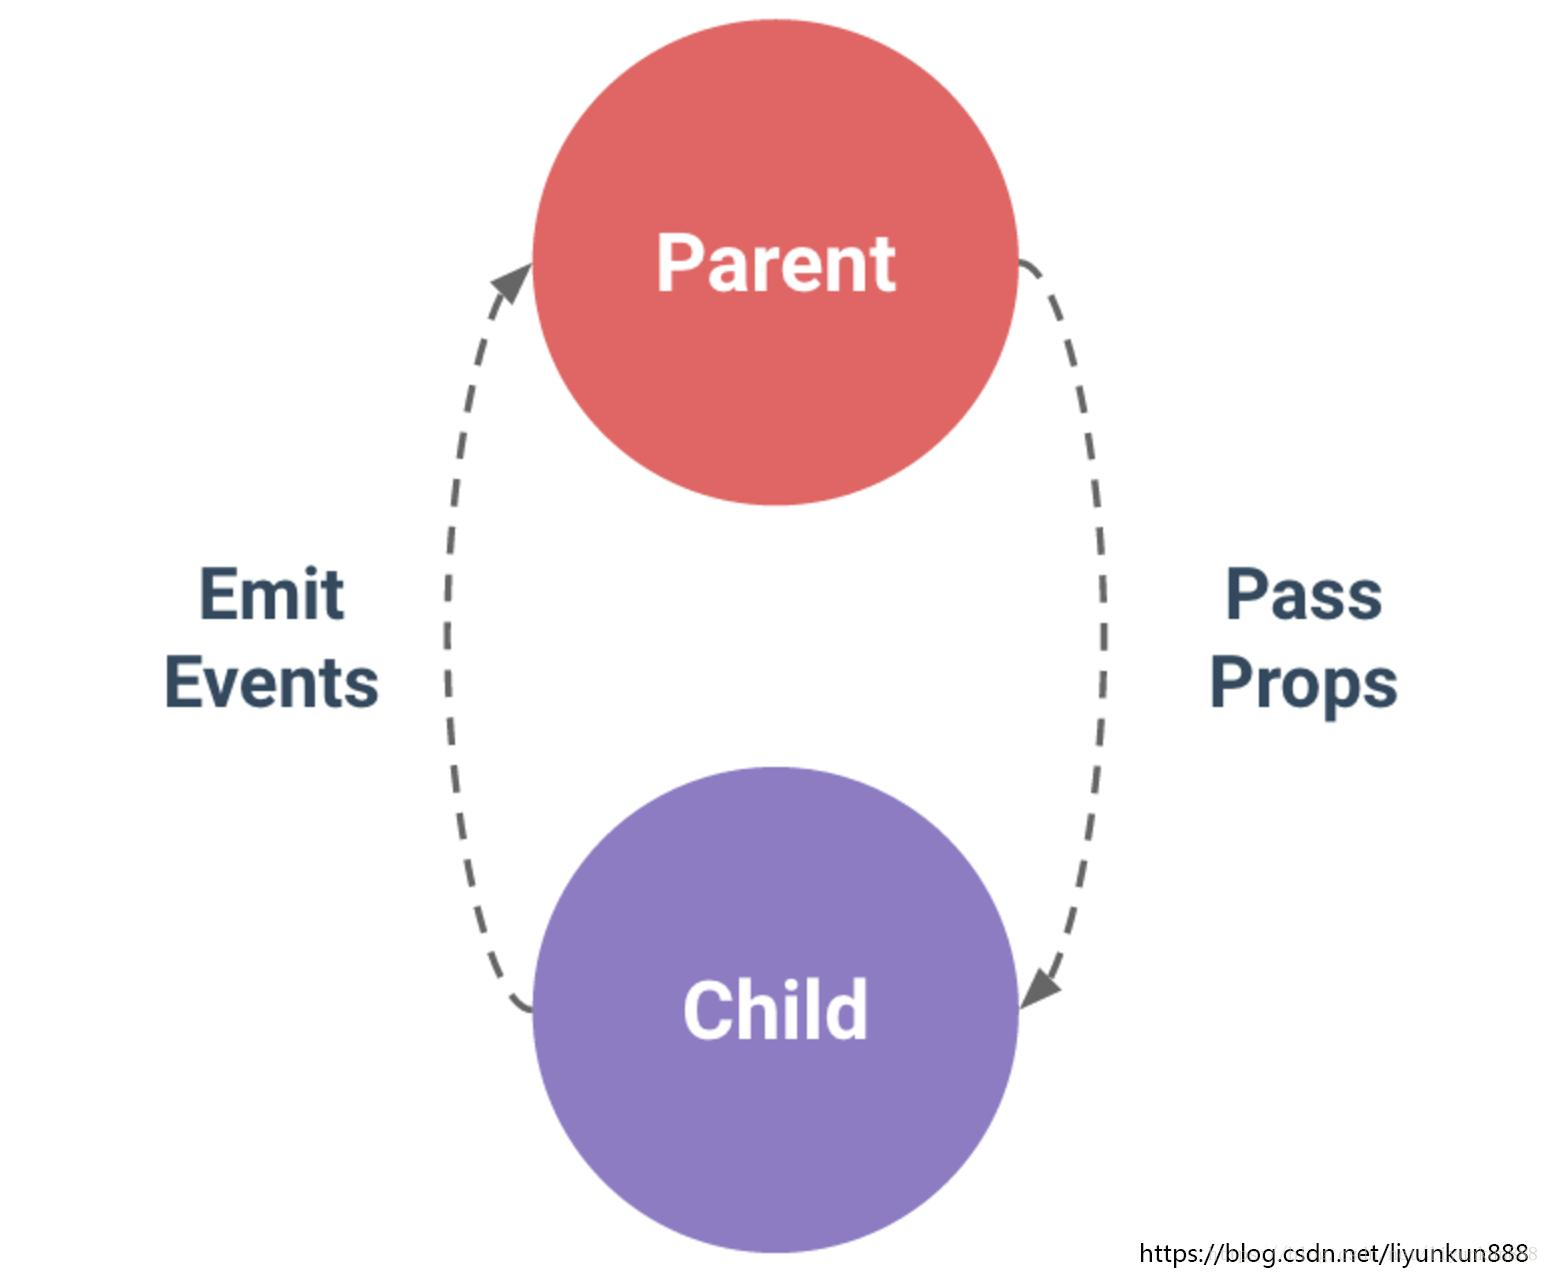 Parent
Emit
Events
Pass
Props
Child
https://blog.csdn.net/liyunkun888